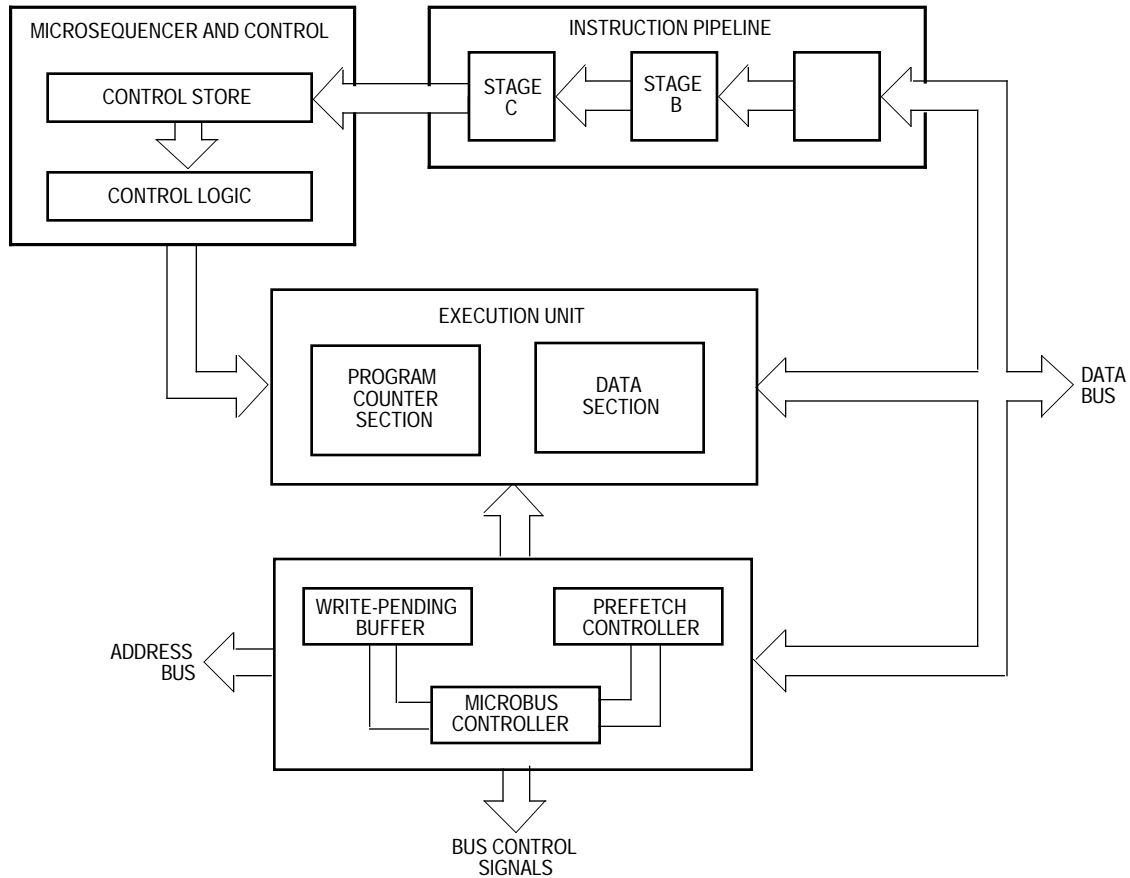 MICROSEQUENCER AND CONTROL
CONTROL STORE
CONTROL LOGIC
INSTRUCTION PIPELINE
STAGE
C
STAGE
B
EXECUTION UNIT
PROGRAM
COUNTER
SECTION
DATA
SECTION
DATA
BUS
WRITE-PENDING
BUFFER
PREFETCH
CONTROLLER
MICROBUS
CONTROLLER
ADDRESS
BUS
BUS CONTROL
SIGNALS